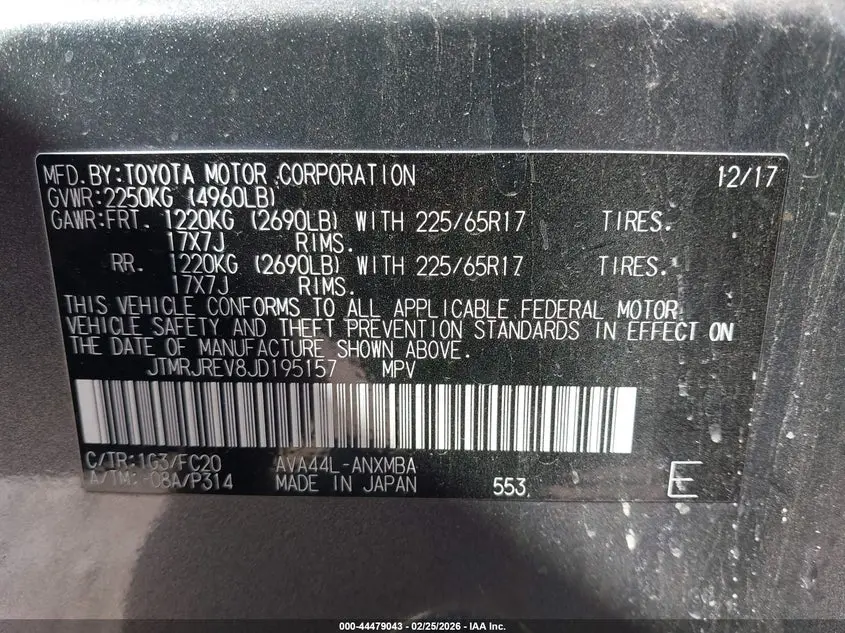 MFD. BY: TOYOTA MOTOR CORPORATION 12/17
GVWR: 2250KG (4960LB)
GAWR: FRT. 1220KG (2690LB) WITH 225/65R17 TIRES.
17X7J RIMS.
RR. 1220KG (2690LB) WITH 225/65R17 TIRES.
17X7J RIMS.
THIS VEHICLE CONFORMS TO ALL APPLICABLE FEDERAL MOTOR
VEHICLE SAFETY AND THEFT PREVENTION STANDARDS IN EFFECT ON
THE DATE OF MANUFACTURE SHOWN ABOVE.
JTMRJREV8JD195157 MPV
C/TR: 1G3/FC20 AVA44L-ANXMBA
A/TM: -08A/P314 MADE IN JAPAN 553 E
000-44479043 - 02/25/2026 - IAA Inc.